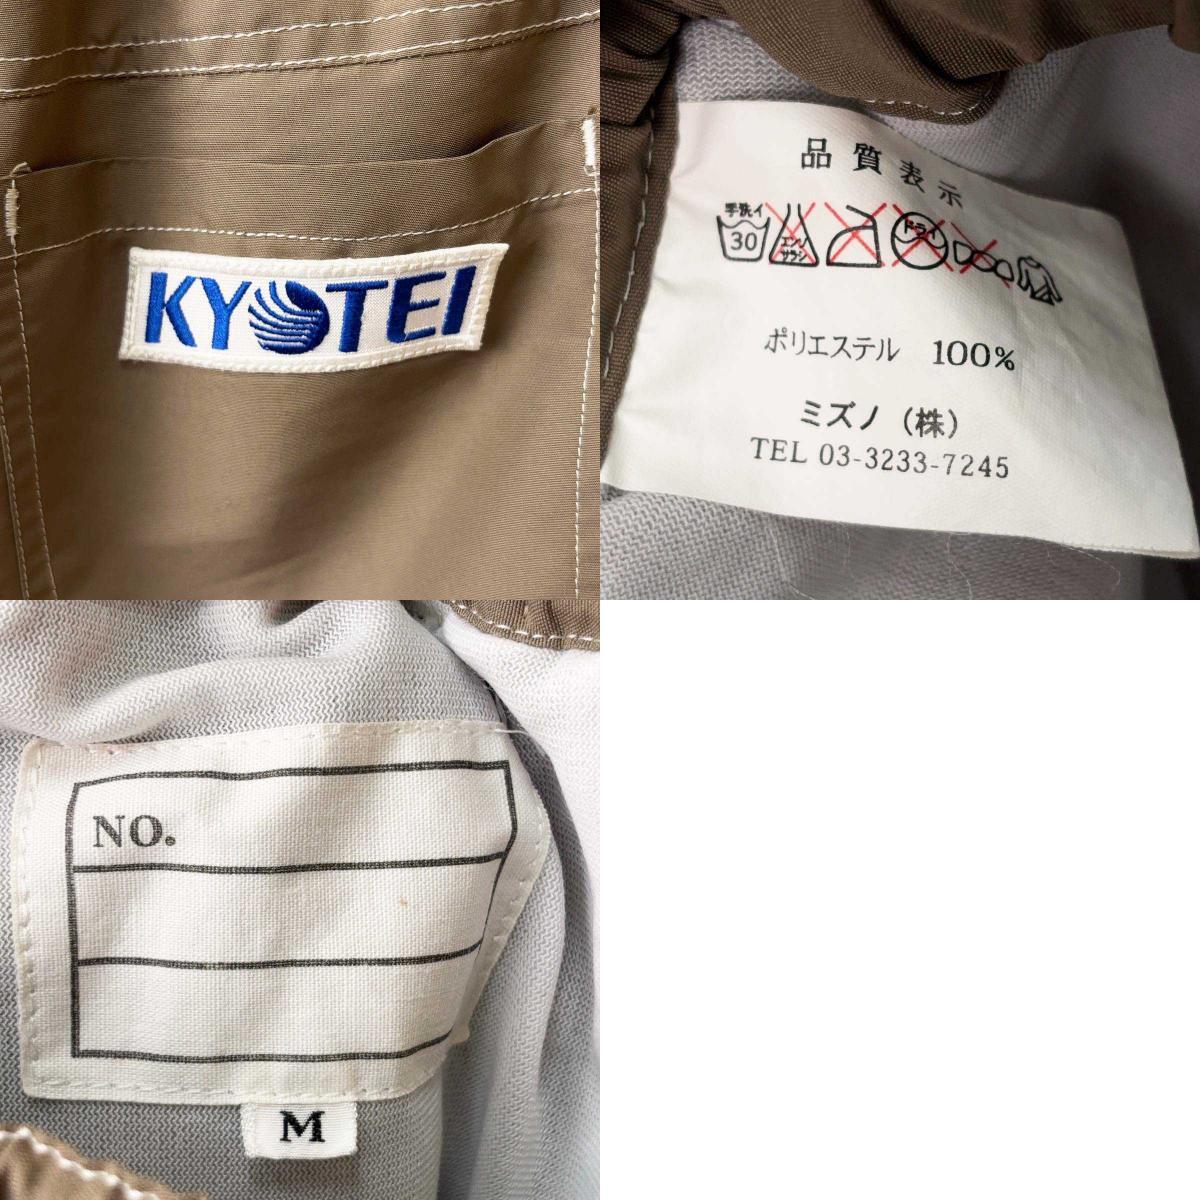 KYOTEI
品質表示
手洗イ
30
エンソ
サラシ
ドライ
ポリエステル 100%
ミズノ(株)
TEL 03-3233-7245
NO.
M